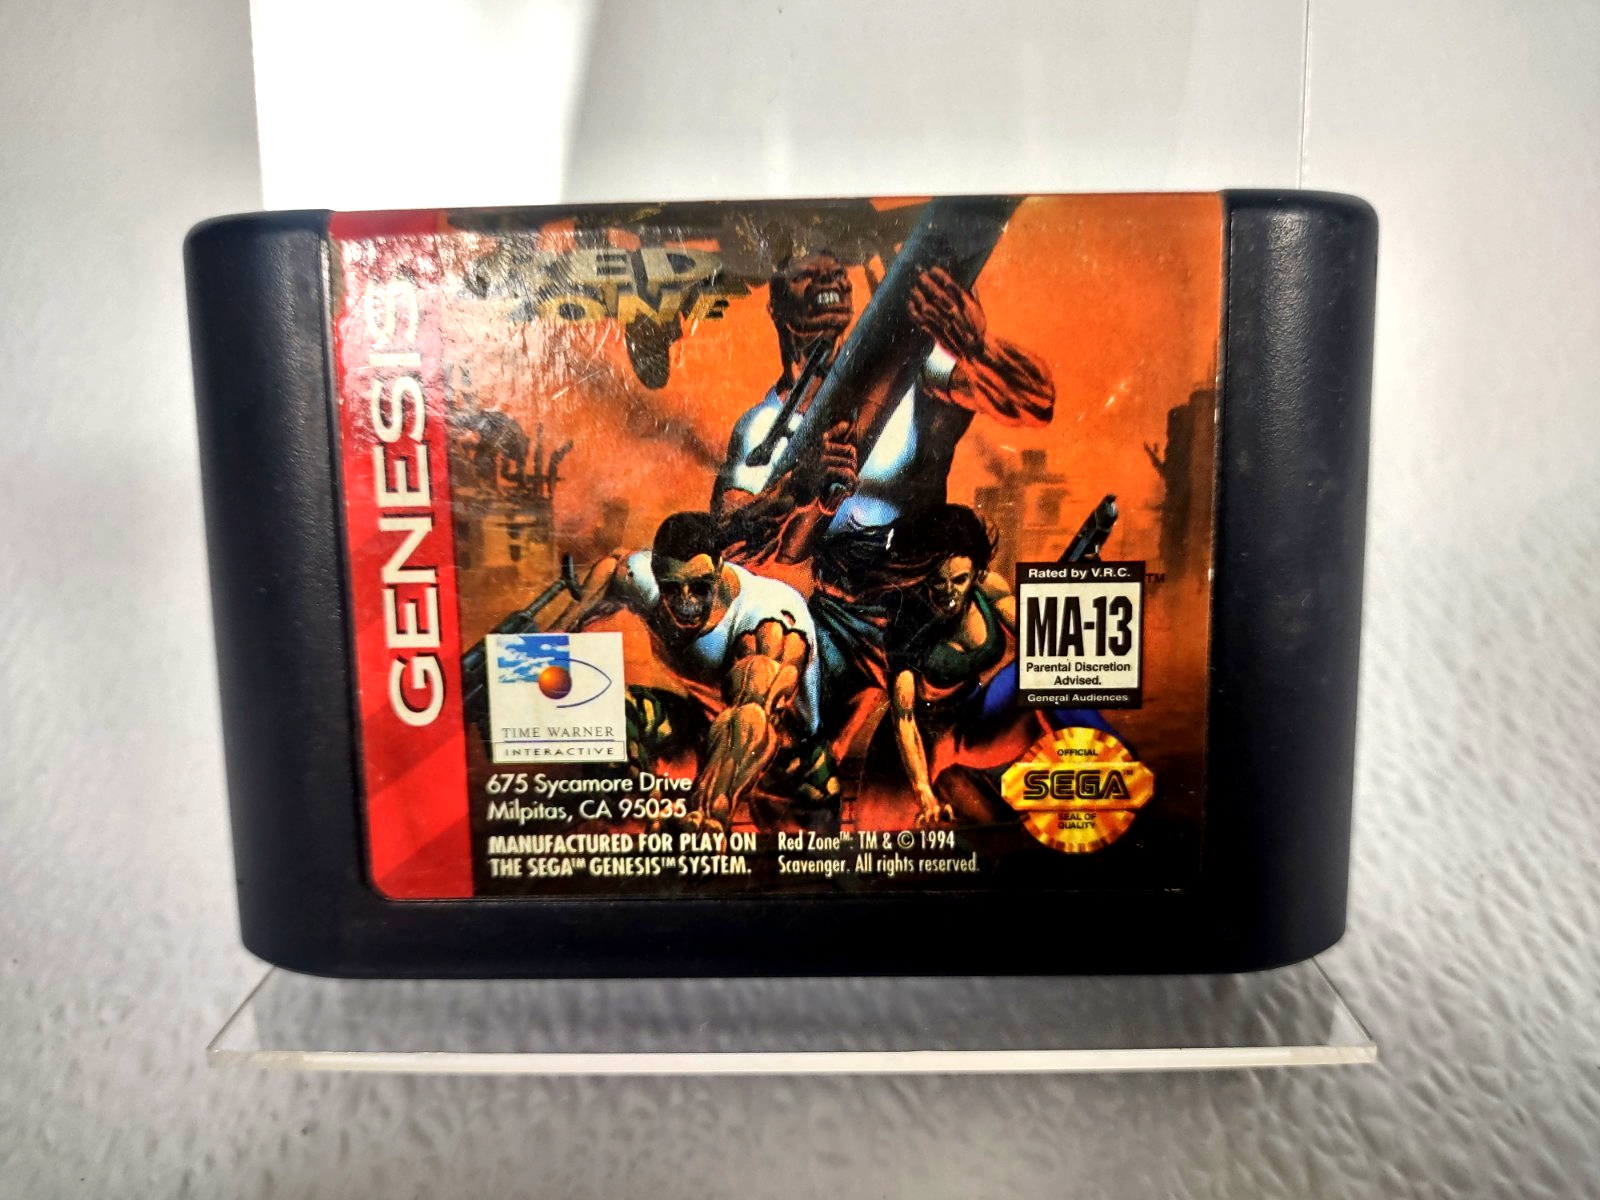 GENESIS
RED
ZONE
Rated by V.R.C.
TM
MA-13
Parental Discretion
Advised.
General Audiences
TIME WARNER
INTERACTIVE
675 Sycamore Drive
Milpitas, CA 95035
MANUFACTURED FOR PLAY ON
THE SEGA™ GENESIS™ SYSTEM.
Red Zone™: TM & © 1994
Scavenger. All rights reserved.
OFFICIAL
SEGA™
SEAL OF
QUALITY